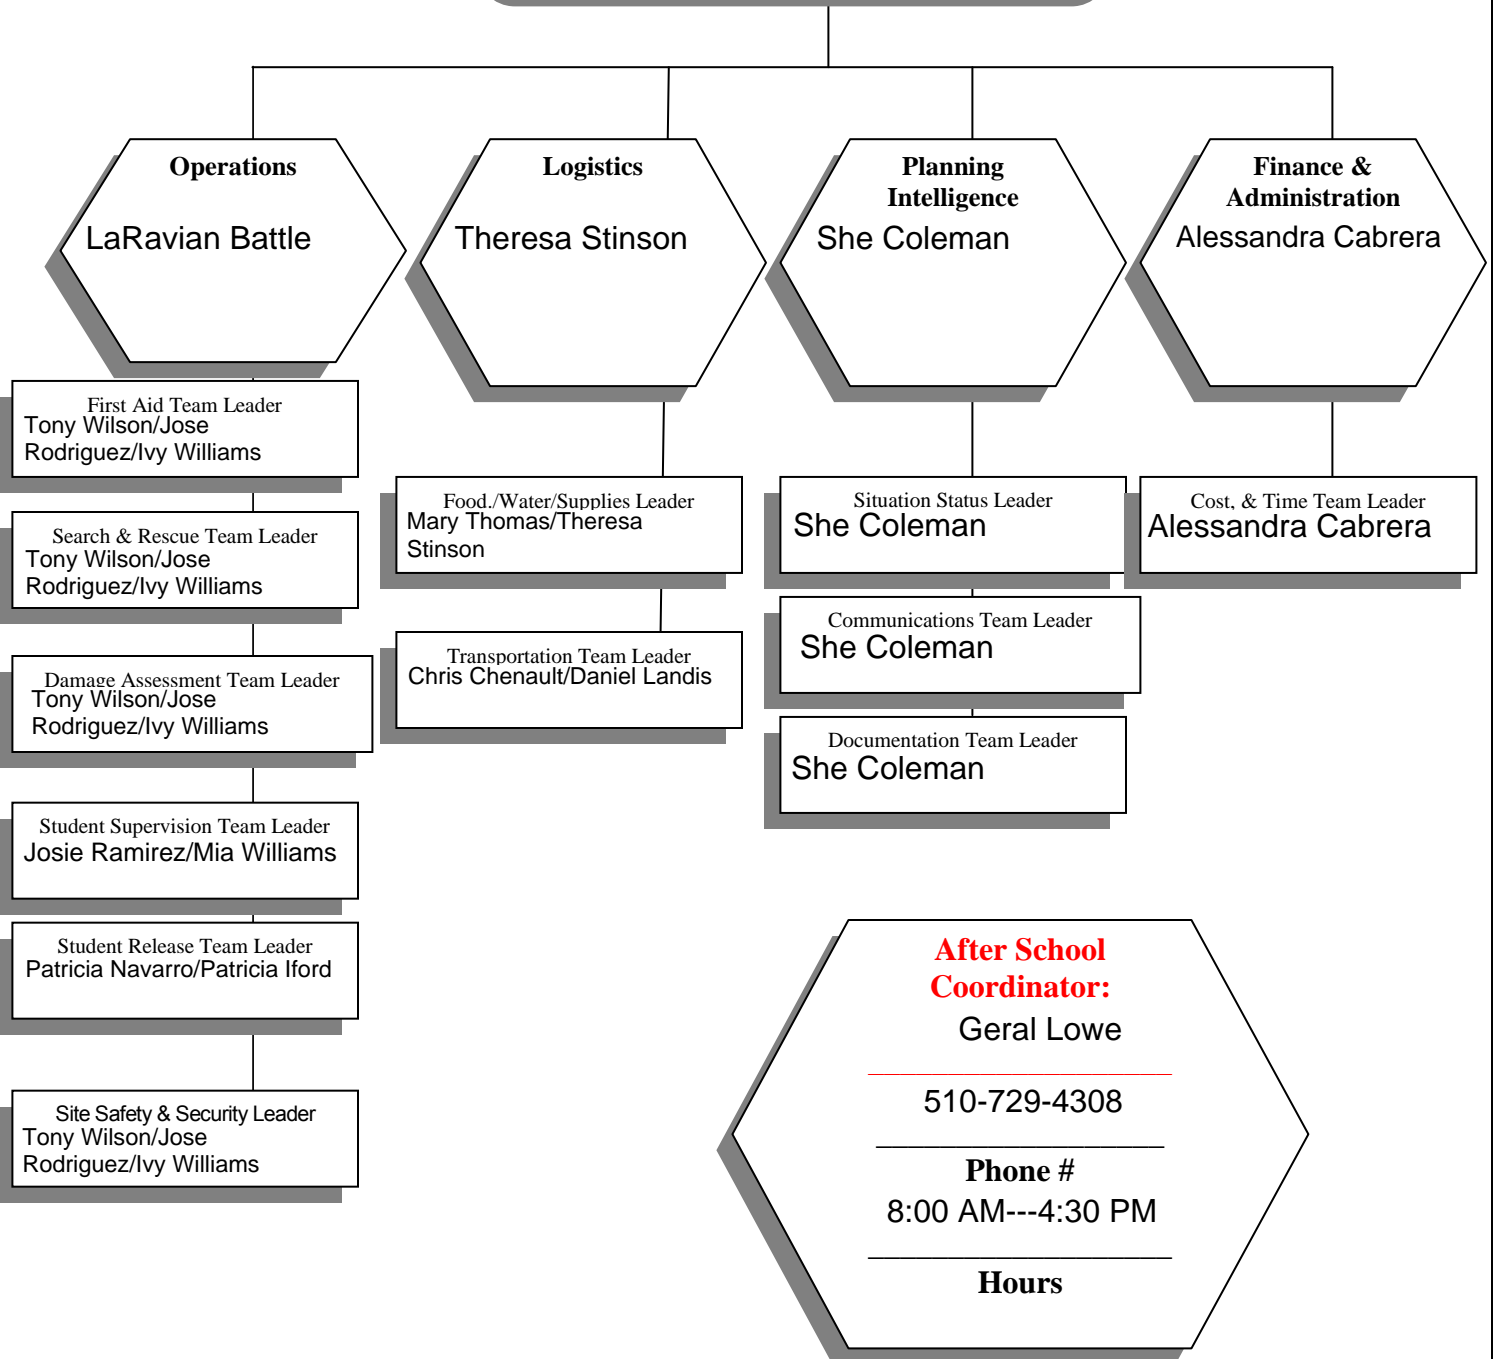 Operations
LaRavian Battle
Logistics
Theresa Stinson
Planning
Intelligence
She Coleman
Finance &
Administration
Alessandra Cabrera
First Aid Team Leader
Tony Wilson/Jose
Rodriguez/Ivy Williams
Search & Rescue Team Leader
Tony Wilson/Jose
Rodriguez/Ivy Williams
Damage Assessment Team Leader
Tony Wilson/Jose
Rodriguez/Ivy Williams
Student Supervision Team Leader
Josie Ramirez/Mia Williams
Student Release Team Leader
Patricia Navarro/Patricia Iford
Site Safety & Security Leader
Tony Wilson/Jose
Rodriguez/Ivy Williams
Food./Water/Supplies Leader
Mary Thomas/Theresa
Stinson
Transportation Team Leader
Chris Chenault/Daniel Landis
Situation Status Leader
She Coleman
Communications Team Leader
She Coleman
Documentation Team Leader
She Coleman
Cost, & Time Team Leader
Alessandra Cabrera
After School
Coordinator:
Geral Lowe
510-729-4308
Phone #
8:00 AM---4:30 PM
Hours